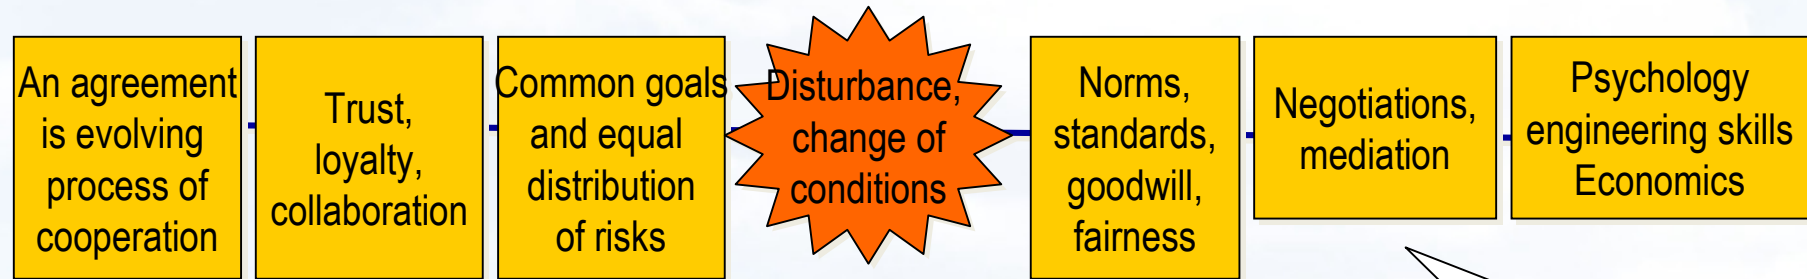 An agreement
is evolving
process of
cooperation
Trust,
loyalty,
collaboration
Common goals
and equal
distribution
of risks
Disturbance,
change of
conditions
Norms,
standards,
goodwill,
fairness
Negotiations,
mediation
Psychology
engineering skills
Economics